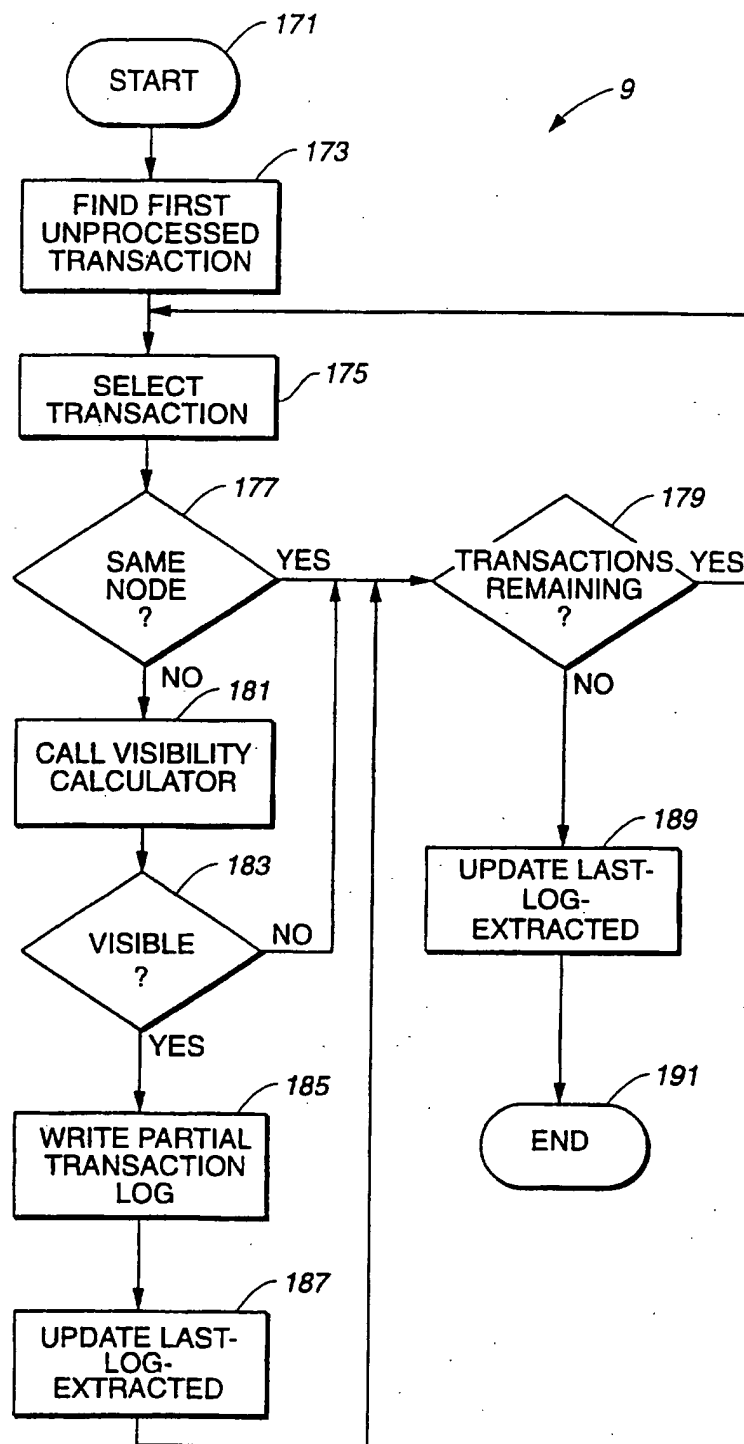 171
START
9
173
FIND FIRST
UNPROCESSED
TRANSACTION
175
SELECT
TRANSACTION
177
SAME
NODE
?
YES
NO
179
TRANSACTIONS
REMAINING
?
YES
NO
181
CALL VISIBILITY
CALCULATOR
183
VISIBLE
?
NO
YES
189
UPDATE LAST-
LOG-
EXTRACTED
185
WRITE PARTIAL
TRANSACTION
LOG
191
END
187
UPDATE LAST-
LOG-
EXTRACTED